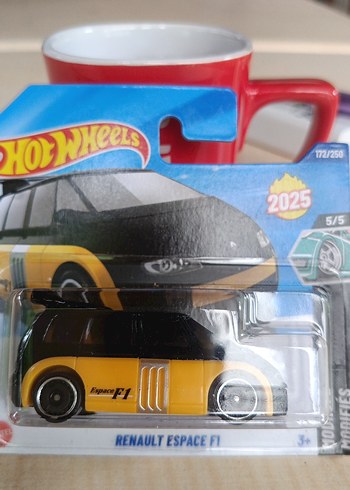 HOT WHEELS
172/250
2025
5/5
Espace F1
RENAULT ESPACE F1
3+